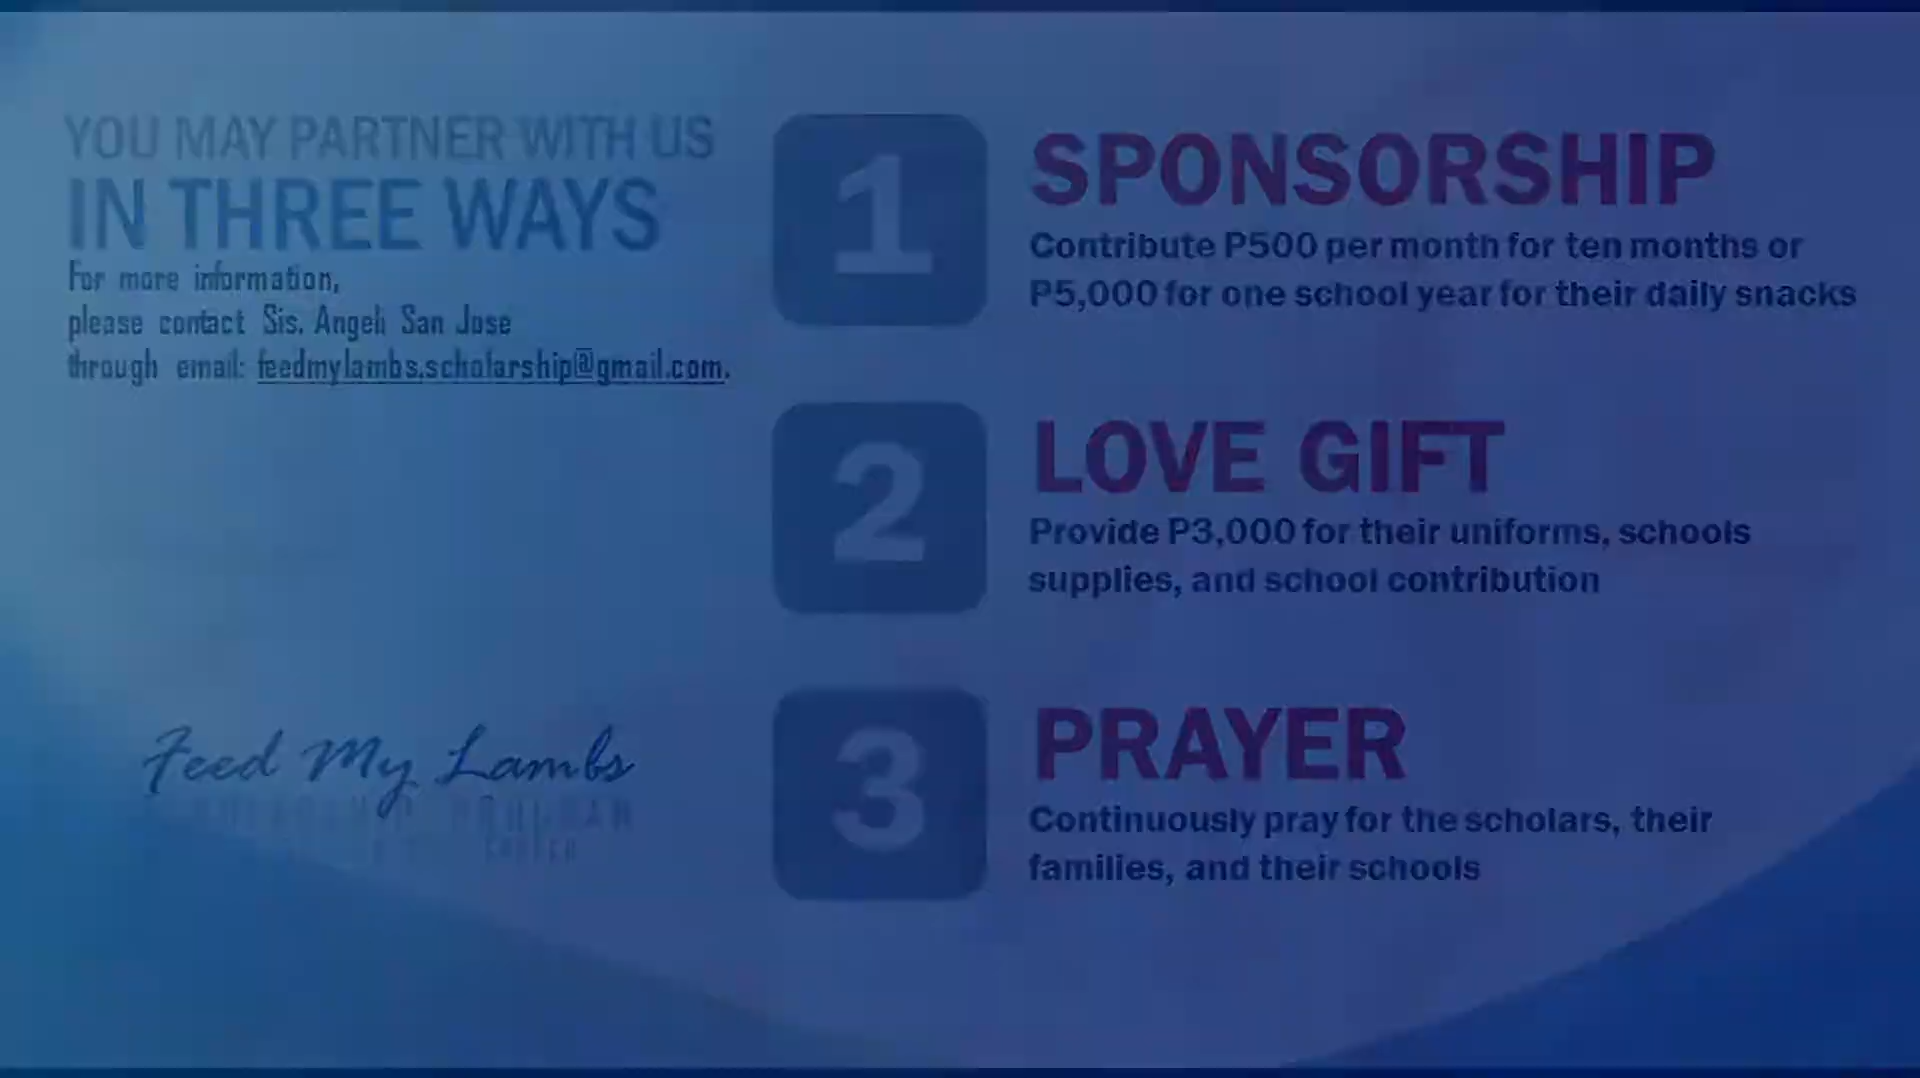 YOU MAY PARTNER WITH US
IN THREE WAYS
For more information,
please contact Sis. Angeli San Jose
through email: feedmylambs.scholarship@gmail.com.
1
SPONSORSHIP
Contribute P500 per month for ten months or
P5,000 for one school year for their daily snacks
2
LOVE GIFT
Provide P3,000 for their uniforms, schools
supplies, and school contribution
3
PRAYER
Continuously pray for the scholars, their
families, and their schools
Feed My Lambs